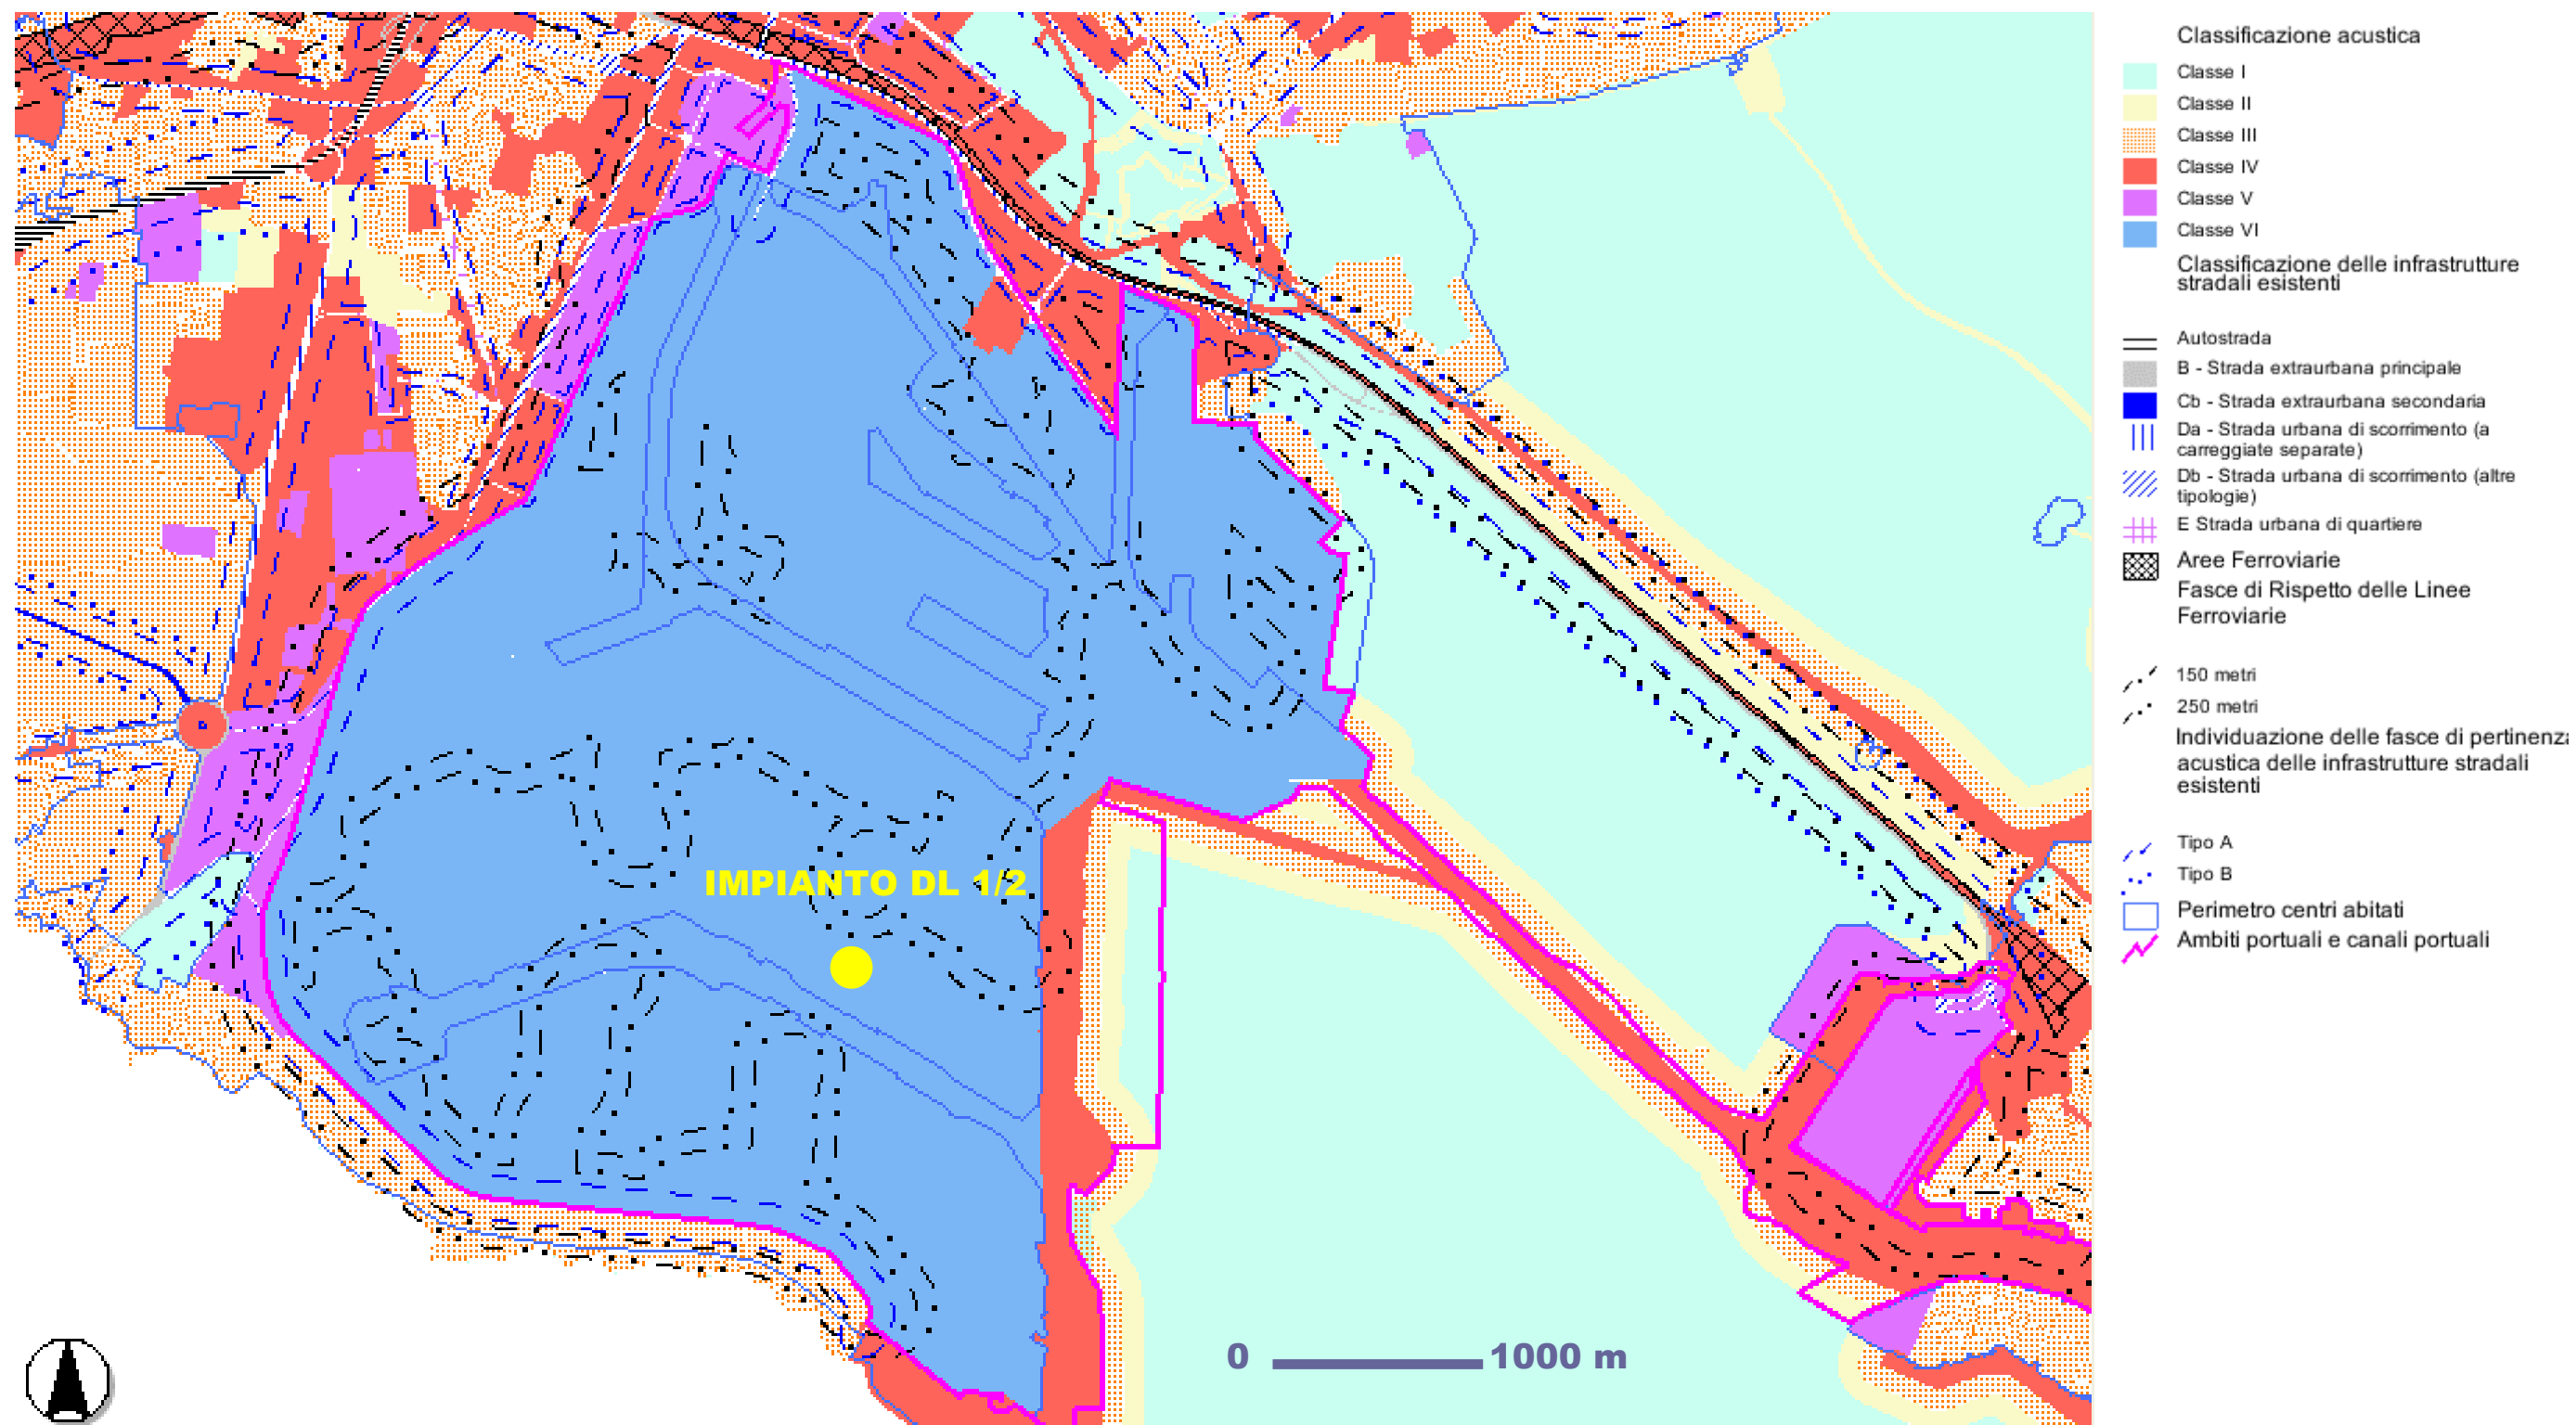 Classificazione acustica
Classe I
Classe II
Classe III
Classe IV
Classe V
Classe VI
Classificazione delle infrastrutture
stradali esistenti
Autostrada
B - Strada extraurbana principale
Cb - Strada extraurbana secondaria
Da - Strada urbana di scorrimento (a
carreggiate separate)
Db - Strada urbana di scorrimento (altre
tipologie)
E Strada urbana di quartiere
Aree Ferroviarie
Fasce di Rispetto delle Linee
Ferroviarie
150 metri
250 metri
Individuazione delle fasce di pertinenza
acustica delle infrastrutture stradali
esistenti
Tipo A
Tipo B
Perimetro centri abitati
Ambiti portuali e canali portuali
IMPIANTO DL 1/2
0 1000 m